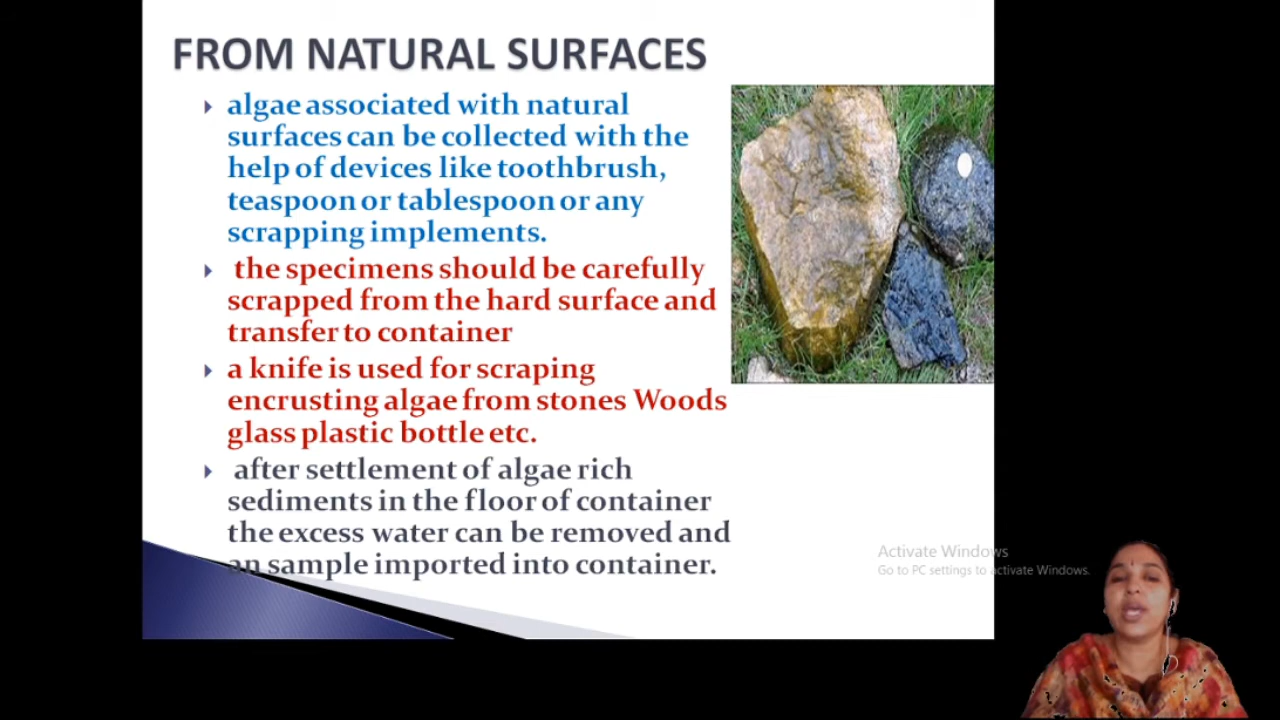 FROM NATURAL SURFACES
algae associated with natural
surfaces can be collected with the
help of devices like toothbrush,
teaspoon or tablespoon or any
scrapping implements.
the specimens should be carefully
scrapped from the hard surface and
transfer to container
a knife is used for scraping
encrusting algae from stones Woods
glass plastic bottle etc.
after settlement of algae rich
sediments in the floor of container
the excess water can be removed and
an sample imported into container.
Activate Windows
Go to PC settings to activate Windows.